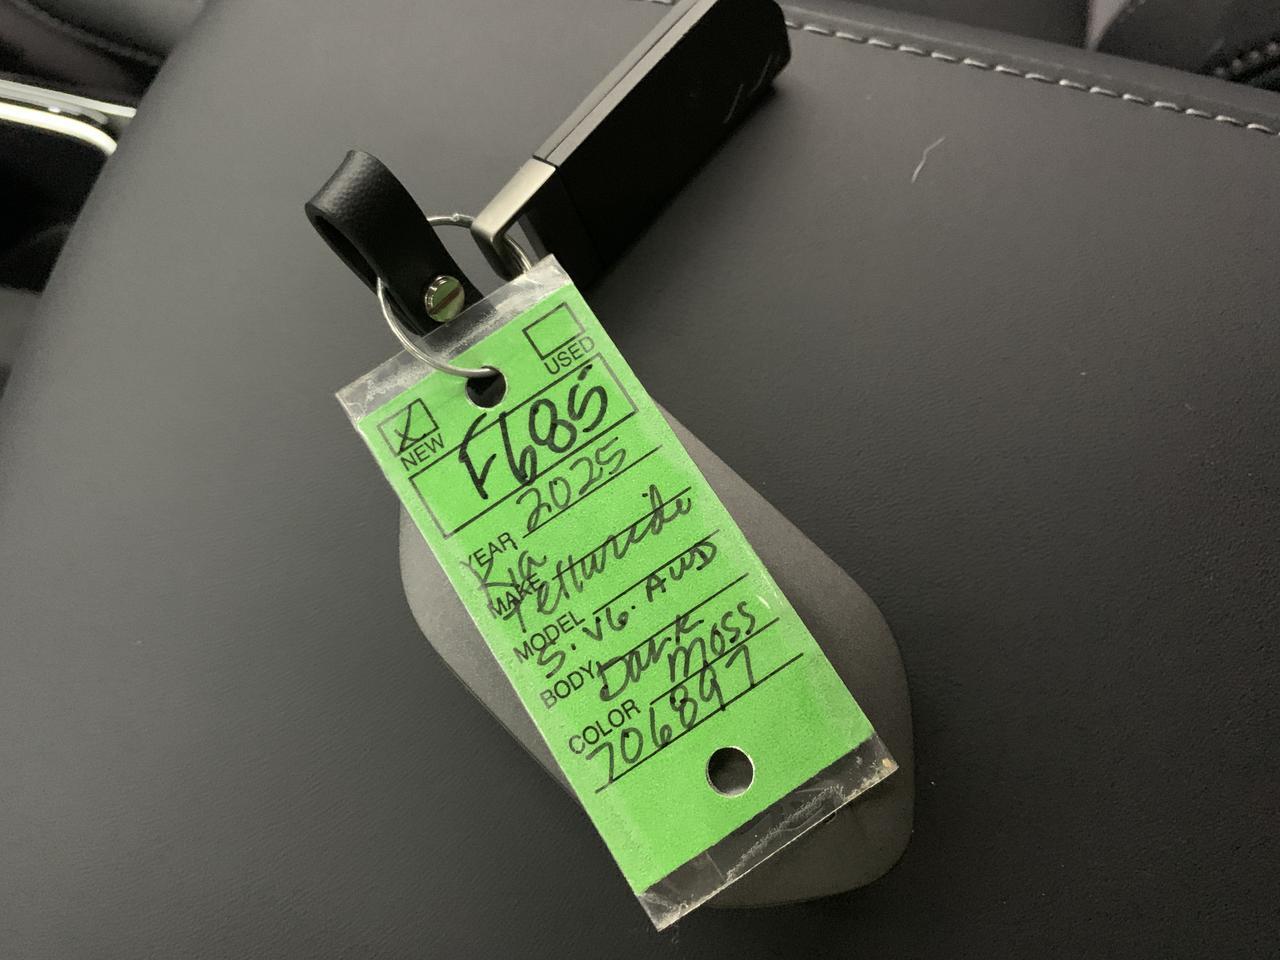 USED
NEW
F685
YEAR 2025
MAKE Kia
MODEL Telluride
BODY S. V6. AWD
COLOR Dark Moss
706897